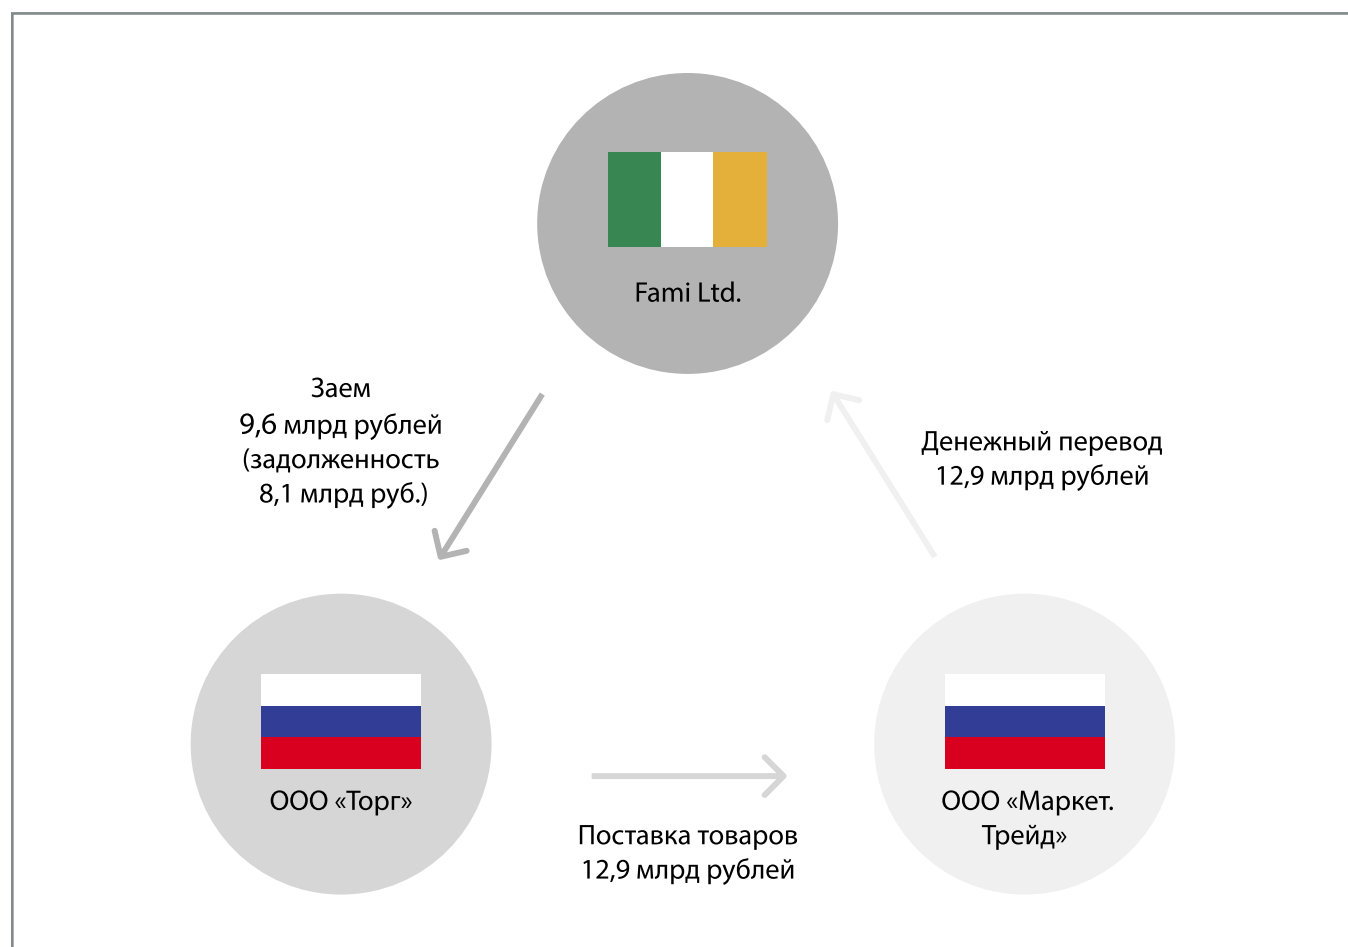 Fami Ltd.
Заем
9,6 млрд рублей
(задолженность
8,1 млрд руб.)
Денежный перевод
12,9 млрд рублей
ООО «Торг»
Поставка товаров
12,9 млрд рублей
ООО «Маркет.
Трейд»